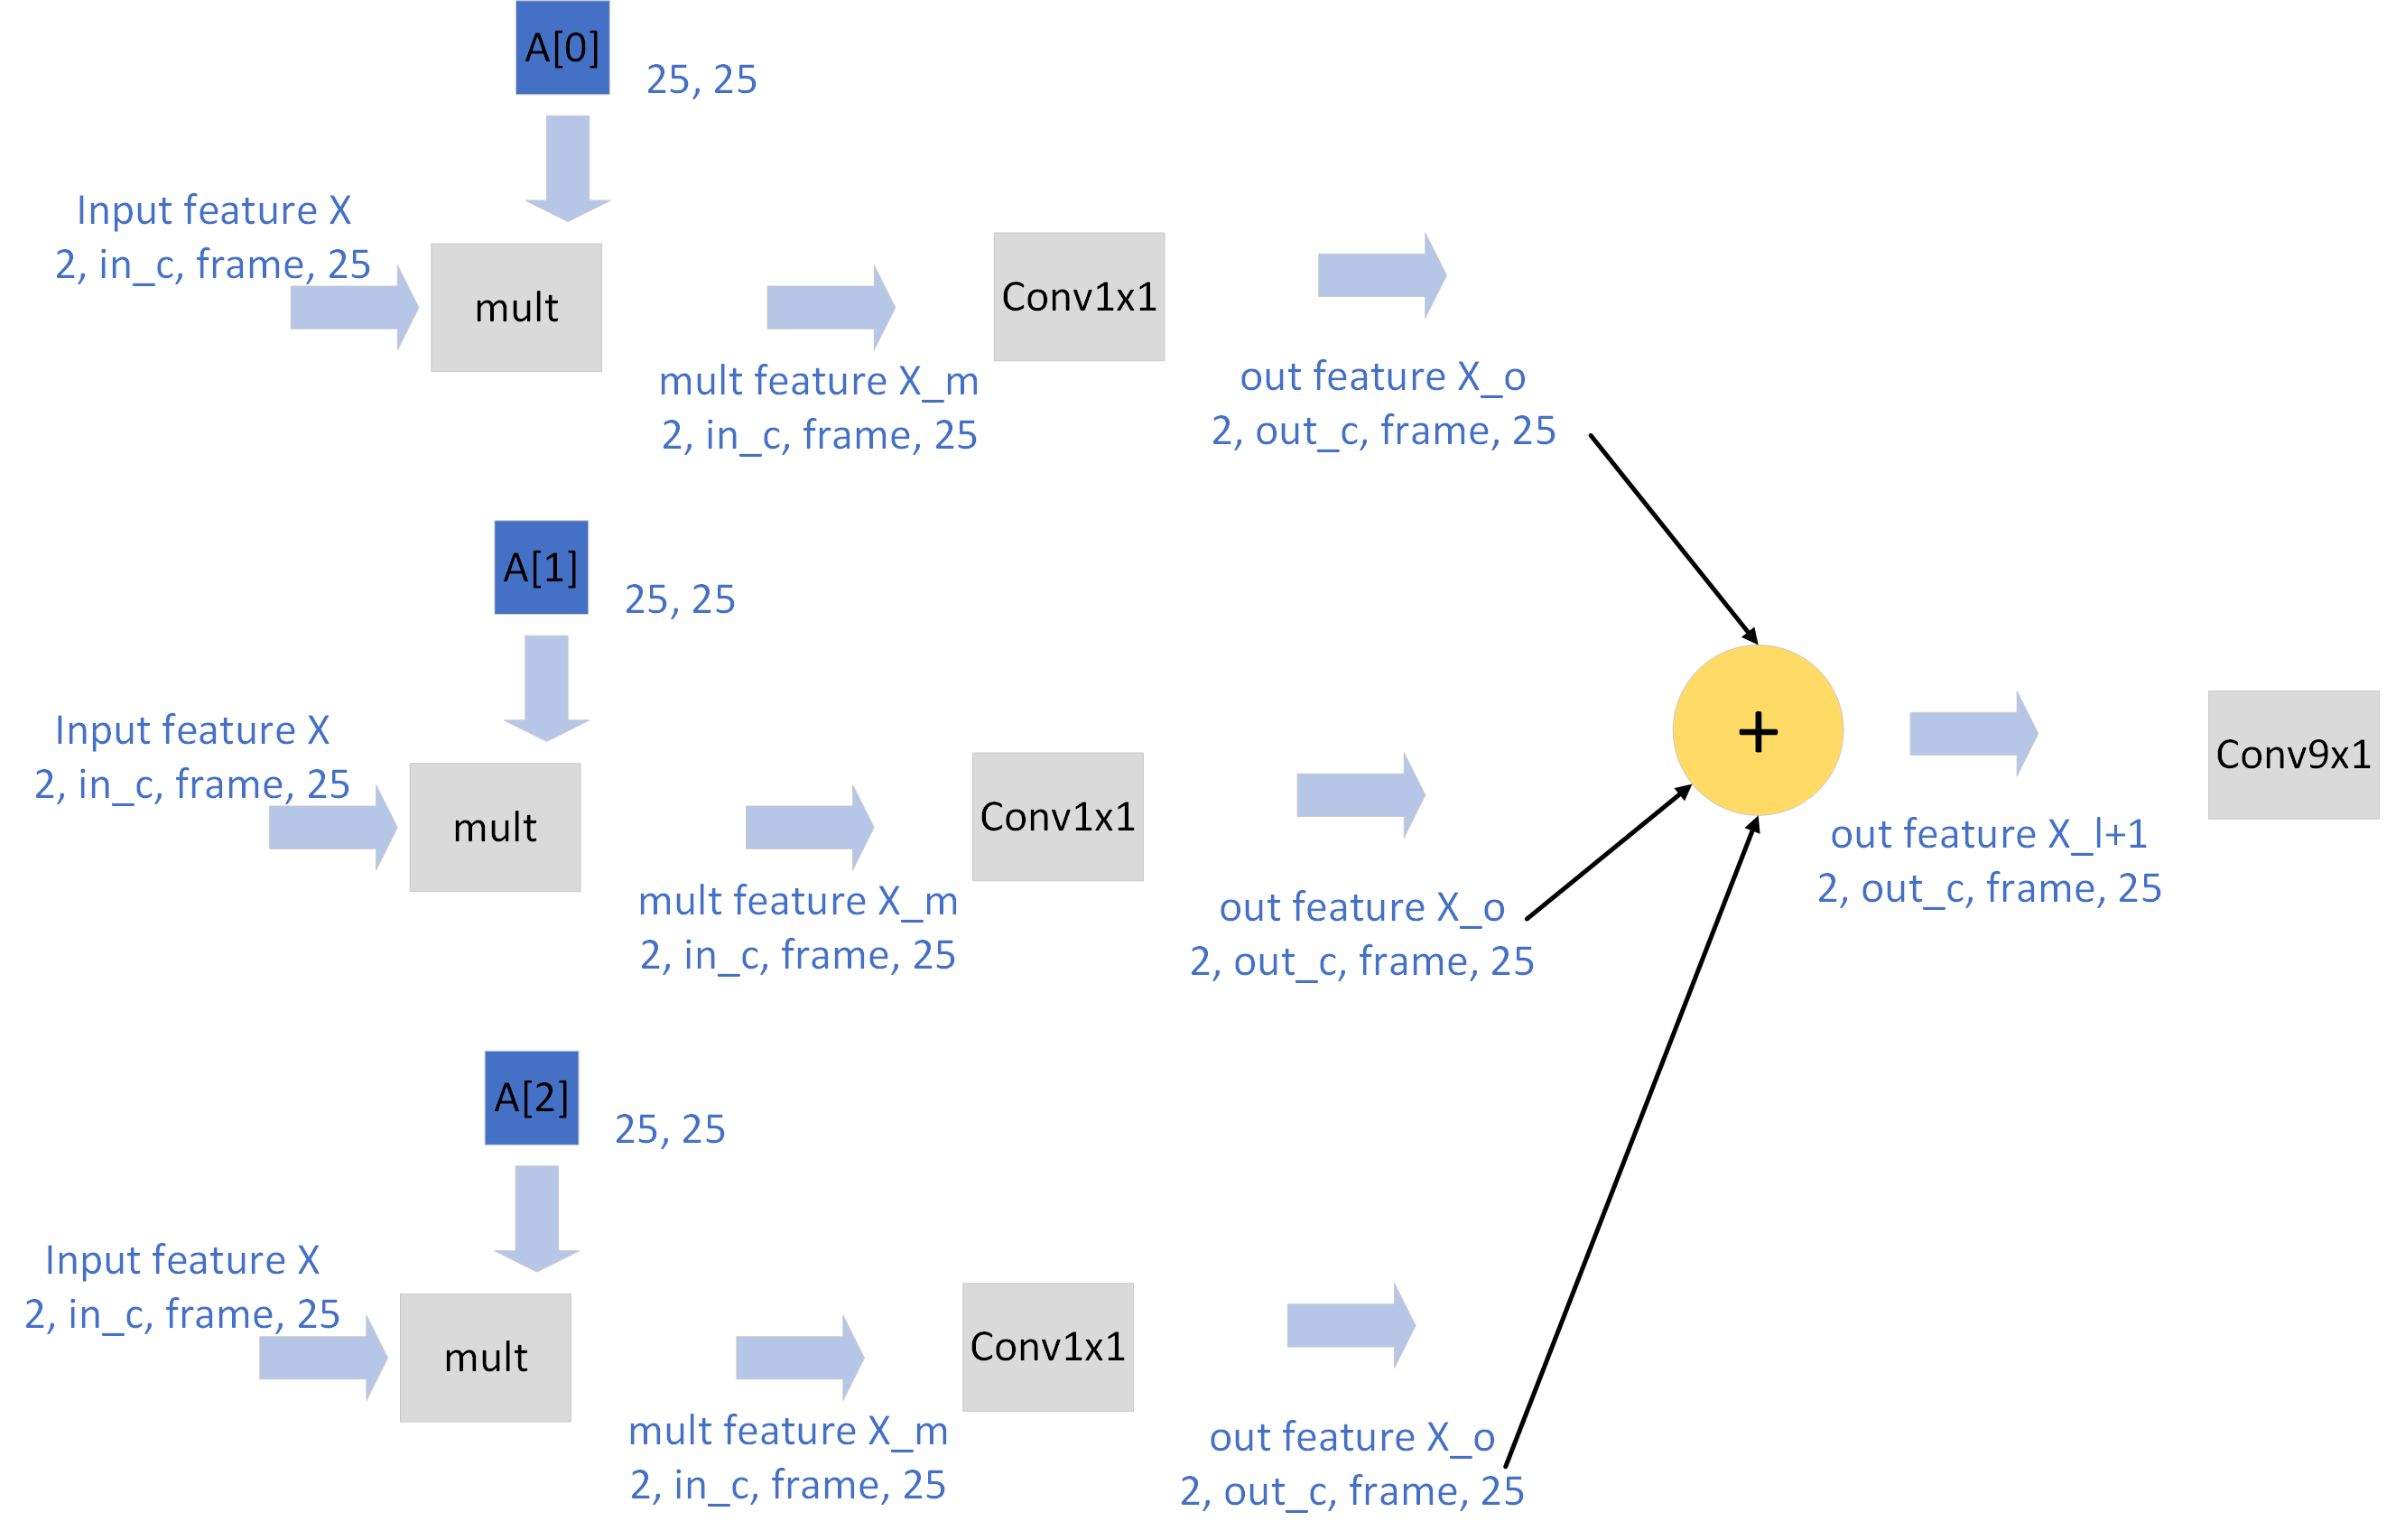 A[0]
25, 25
Input feature X
2, in_c, frame, 25
mult
Conv1x1
mult feature X_m
2, in_c, frame, 25
out feature X_o
2, out_c, frame, 25
A[1]
25, 25
Input feature X
2, in_c, frame, 25
mult
Conv1x1
mult feature X_m
2, in_c, frame, 25
out feature X_o
2, out_c, frame, 25
+
out feature X_l+1
2, out_c, frame, 25
Conv9x1
A[2]
25, 25
Input feature X
2, in_c, frame, 25
mult
Conv1x1
mult feature X_m
2, in_c, frame, 25
out feature X_o
2, out_c, frame, 25